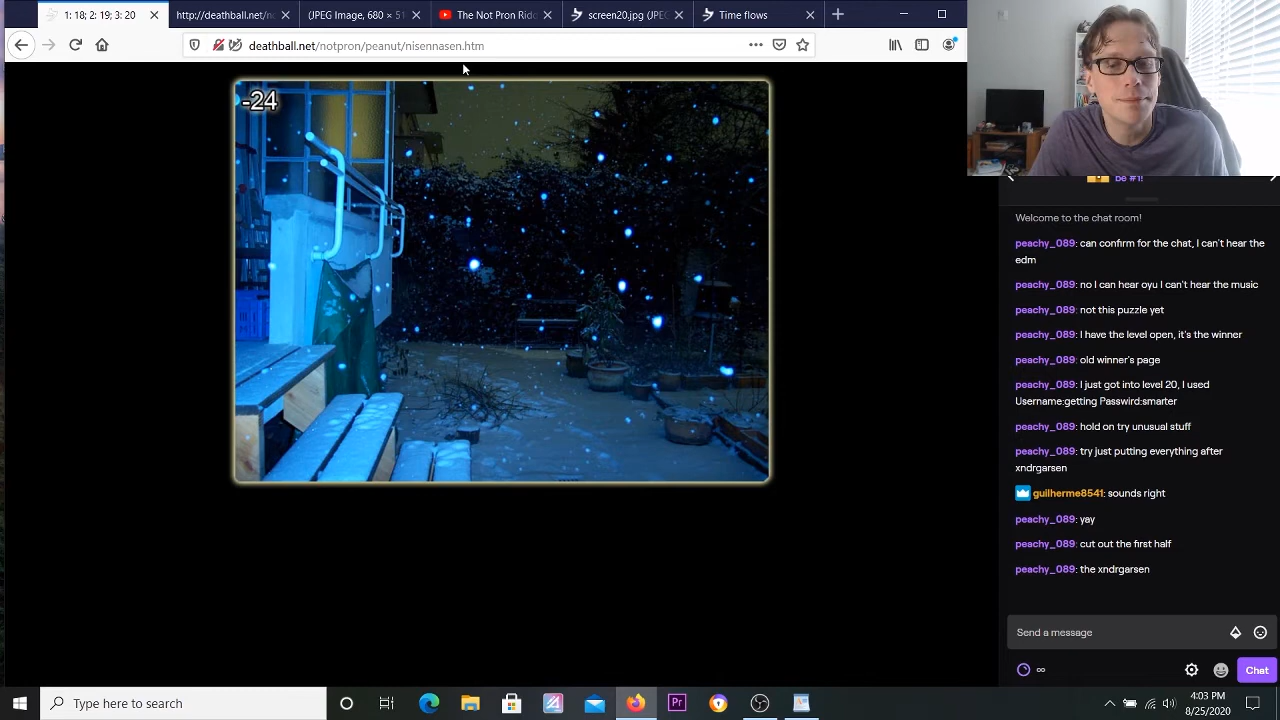 1: 18; 2: 19; 3: 20
http://deathball.net/n
JPEG Image, 680 × 51
The Not Pron Rid
screen20.jpg (JPEG
Time flows
deathball.net/notpron/peanut/nisennasen.htm
-24
be #1!
Welcome to the chat room!
peachy_089: can confirm for the chat, I can't hear the
edm
peachy_089: no I can hear oyu I can't hear the music
peachy_089: not this puzzle yet
peachy_089: I have the level open, it's the winner
peachy_089: old winner's page
peachy_089: I just got into level 20, I used
Username:getting Passwird:smarter
peachy_089: hold on try unusual stuff
peachy_089: try just putting everything after
xndrgarsen
guilherme8541: sounds right
peachy_089: yay
peachy_089: cut out the first half
peachy_089: the xndrgarsen
Send a message
Chat
Type here to search
4:03 PM
8/25/2020